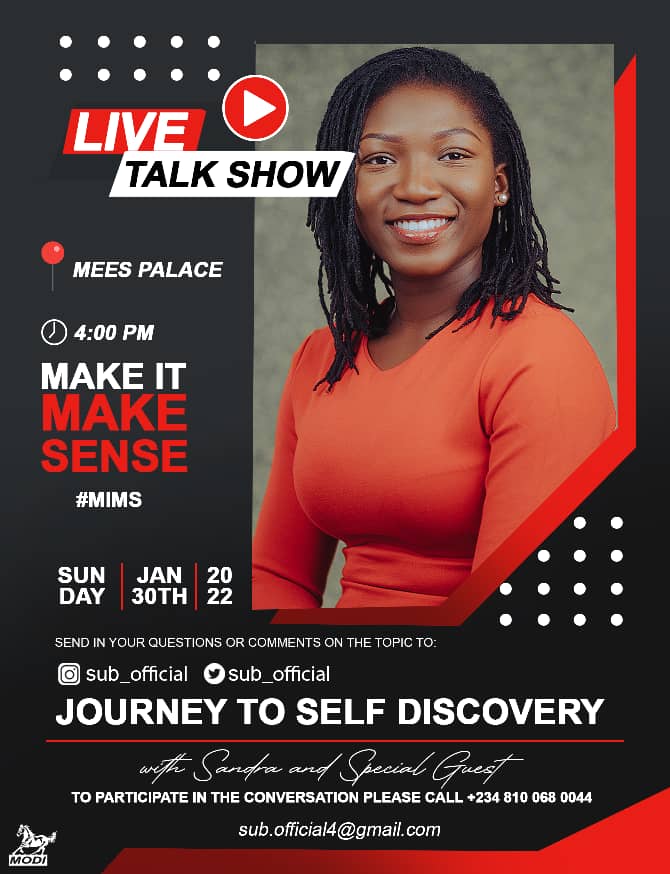 LIVE
TALK SHOW
MEES PALACE
4:00 PM
MAKE IT
MAKE
SENSE
#MIMS
SUN DAY
JAN 30TH
20 22
SEND IN YOUR QUESTIONS OR COMMENTS ON THE TOPIC TO:
sub_official sub_official
JOURNEY TO SELF DISCOVERY
with Sandra and Special Guest
TO PARTICIPATE IN THE CONVERSATION PLEASE CALL +234 810 068 0044
sub.official4@gmail.com
MODI